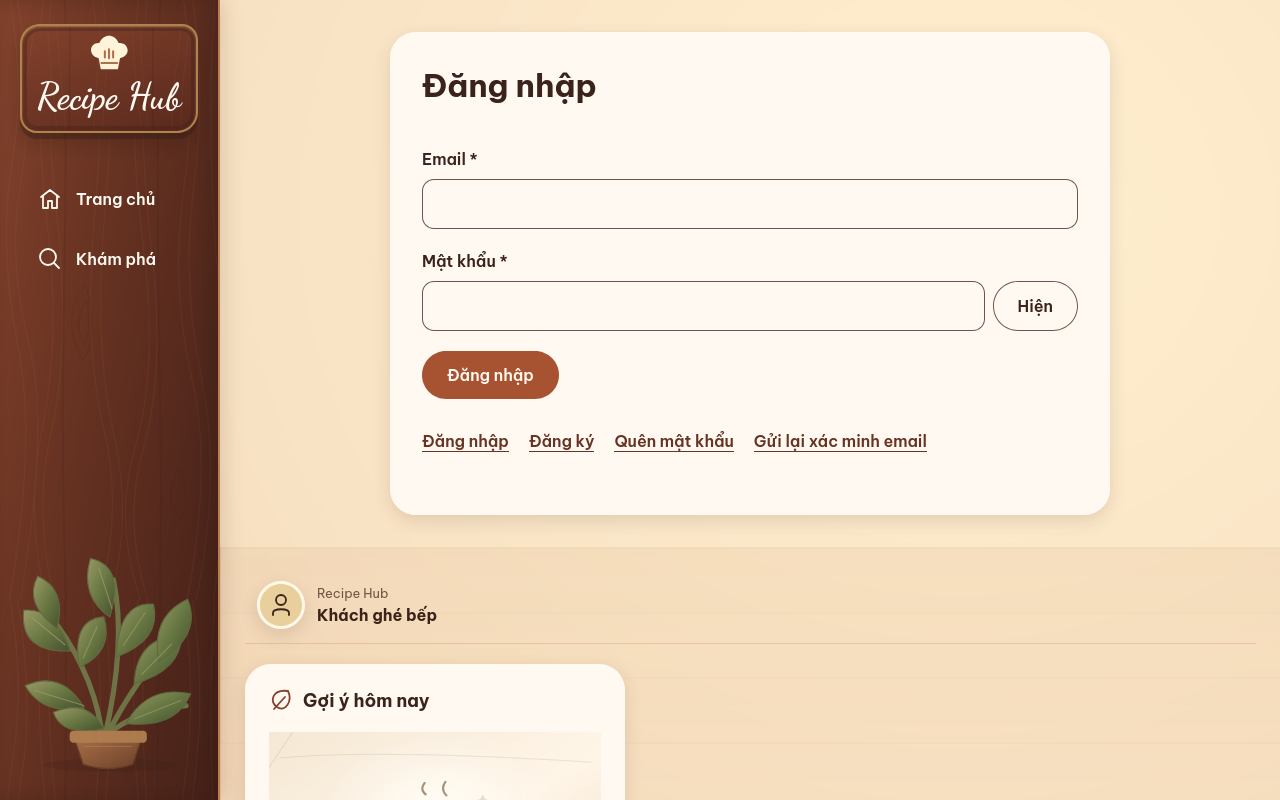 Recipe Hub
Trang chủ
Khám phá
Đăng nhập
Email *
Mật khẩu *
Hiện
Đăng nhập
Đăng nhập Đăng ký Quên mật khẩu Gửi lại xác minh email
Recipe Hub
Khách ghé bếp
Gợi ý hôm nay